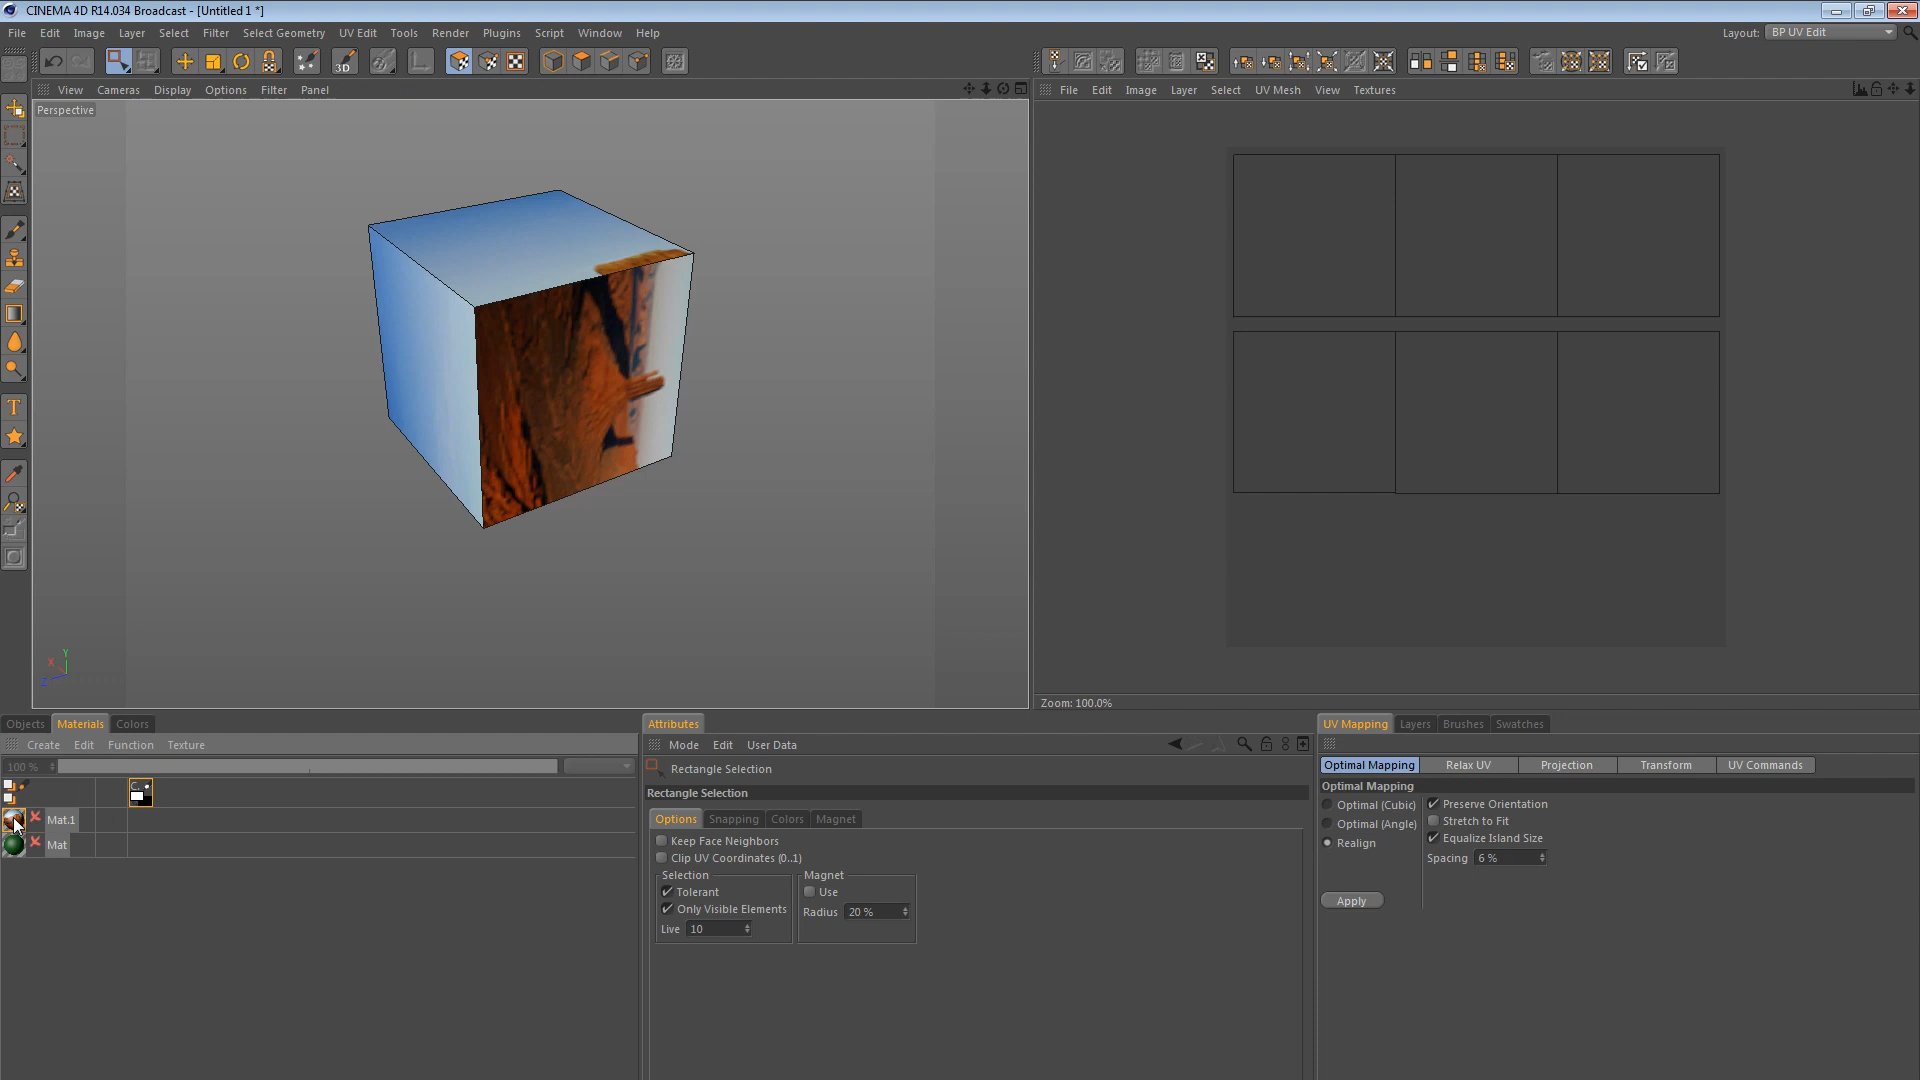 CINEMA 4D R14.034 Broadcast - [Untitled 1 *]
File Edit Image Layer Select Filter Select Geometry UV Edit Tools Render Plugins Script Window Help Layout: BP UV Edit
3D
View Cameras Display Options Filter Panel
File Edit Image Layer Select UV Mesh View Textures
Perspective
T
Y
X
Z
Zoom: 100.0%
Objects Materials Colors
Create Edit Function Texture
100 %
C.
Mat.1
Mat
Attributes
Mode Edit User Data
Rectangle Selection
Rectangle Selection
Options Snapping Colors Magnet
Keep Face Neighbors
Clip UV Coordinates (0..1)
Selection Magnet
Tolerant Use
Only Visible Elements Radius 20 %
Live 10
UV Mapping Layers Brushes Swatches
Optimal Mapping Relax UV Projection Transform UV Commands
Optimal Mapping
Optimal (Cubic) Preserve Orientation
Optimal (Angle) Stretch to Fit
Realign Equalize Island Size
Spacing 6 %
Apply